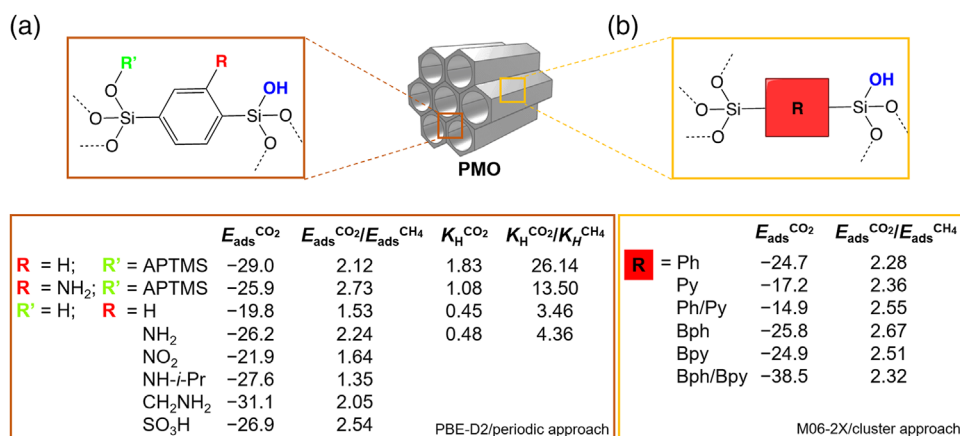 (a)
R'
R
OH
O
Si
O
O
Si
O
O
PMO
(b)
OH
O
Si
O
O
R
Si
O
O
E_ads^CO₂ E_ads^CO₂/E_ads^CH₄ K_H^CO₂ K_H^CO₂/K_H^CH₄
R = H; R' = APTMS −29.0 2.12 1.83 26.14
R = NH₂; R' = APTMS −25.9 2.73 1.08 13.50
R' = H; R = H −19.8 1.53 0.45 3.46
NH₂ −26.2 2.24 0.48 4.36
NO₂ −21.9 1.64
NH-i-Pr −27.6 1.35
CH₂NH₂ −31.1 2.05
SO₃H −26.9 2.54
PBE-D2/periodic approach
E_ads^CO₂ E_ads^CO₂/E_ads^CH₄
R = Ph −24.7 2.28
Py −17.2 2.36
Ph/Py −14.9 2.55
Bph −25.8 2.67
Bpy −24.9 2.51
Bph/Bpy −38.5 2.32
M06-2X/cluster approach